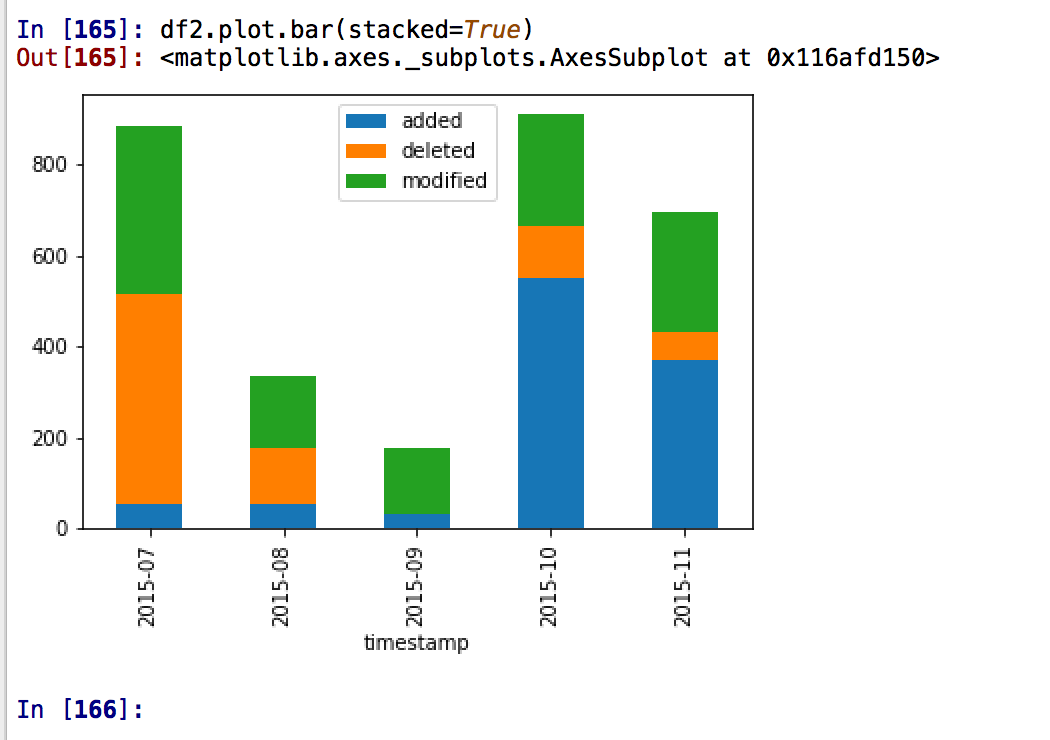 In [165]: df2.plot.bar(stacked=True)
Out[165]: <matplotlib.axes._subplots.AxesSubplot at 0x116afd150>
added
deleted
modified
800
600
400
200
0
2015-07
2015-08
2015-09
2015-10
2015-11
timestamp
In [166]: